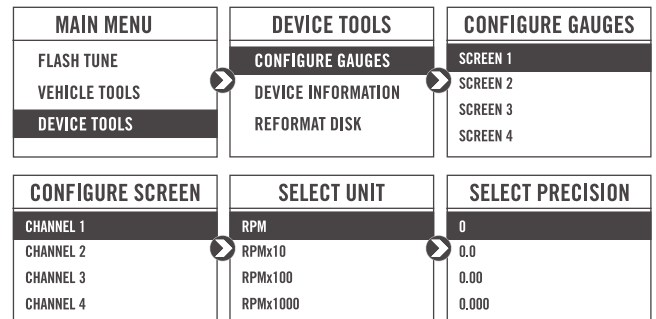 MAIN MENU
FLASH TUNE
VEHICLE TOOLS
DEVICE TOOLS
DEVICE TOOLS
CONFIGURE GAUGES
DEVICE INFORMATION
REFORMAT DISK
CONFIGURE GAUGES
SCREEN 1
SCREEN 2
SCREEN 3
SCREEN 4
CONFIGURE SCREEN
CHANNEL 1
CHANNEL 2
CHANNEL 3
CHANNEL 4
SELECT UNIT
RPM
RPMx10
RPMx100
RPMx1000
SELECT PRECISION
0
0.0
0.00
0.000